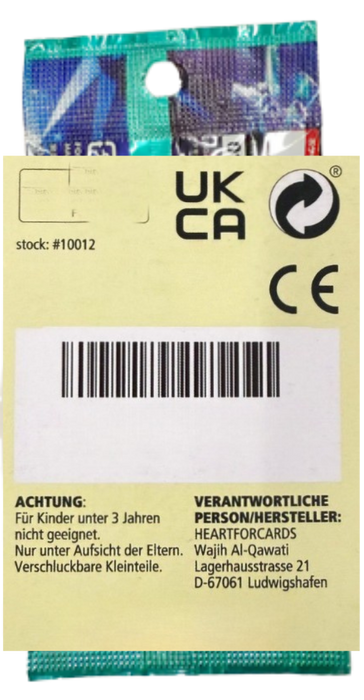 UK
CA
®
stock: #10012
CE
ACHTUNG:
Für Kinder unter 3 Jahren
nicht geeignet.
Nur unter Aufsicht der Eltern.
Verschluckbare Kleinteile.
VERANTWORTLICHE
PERSON/HERSTELLER:
HEARTFORCARDS
Wajih Al-Qawati
Lagerhausstrasse 21
D-67061 Ludwigshafen